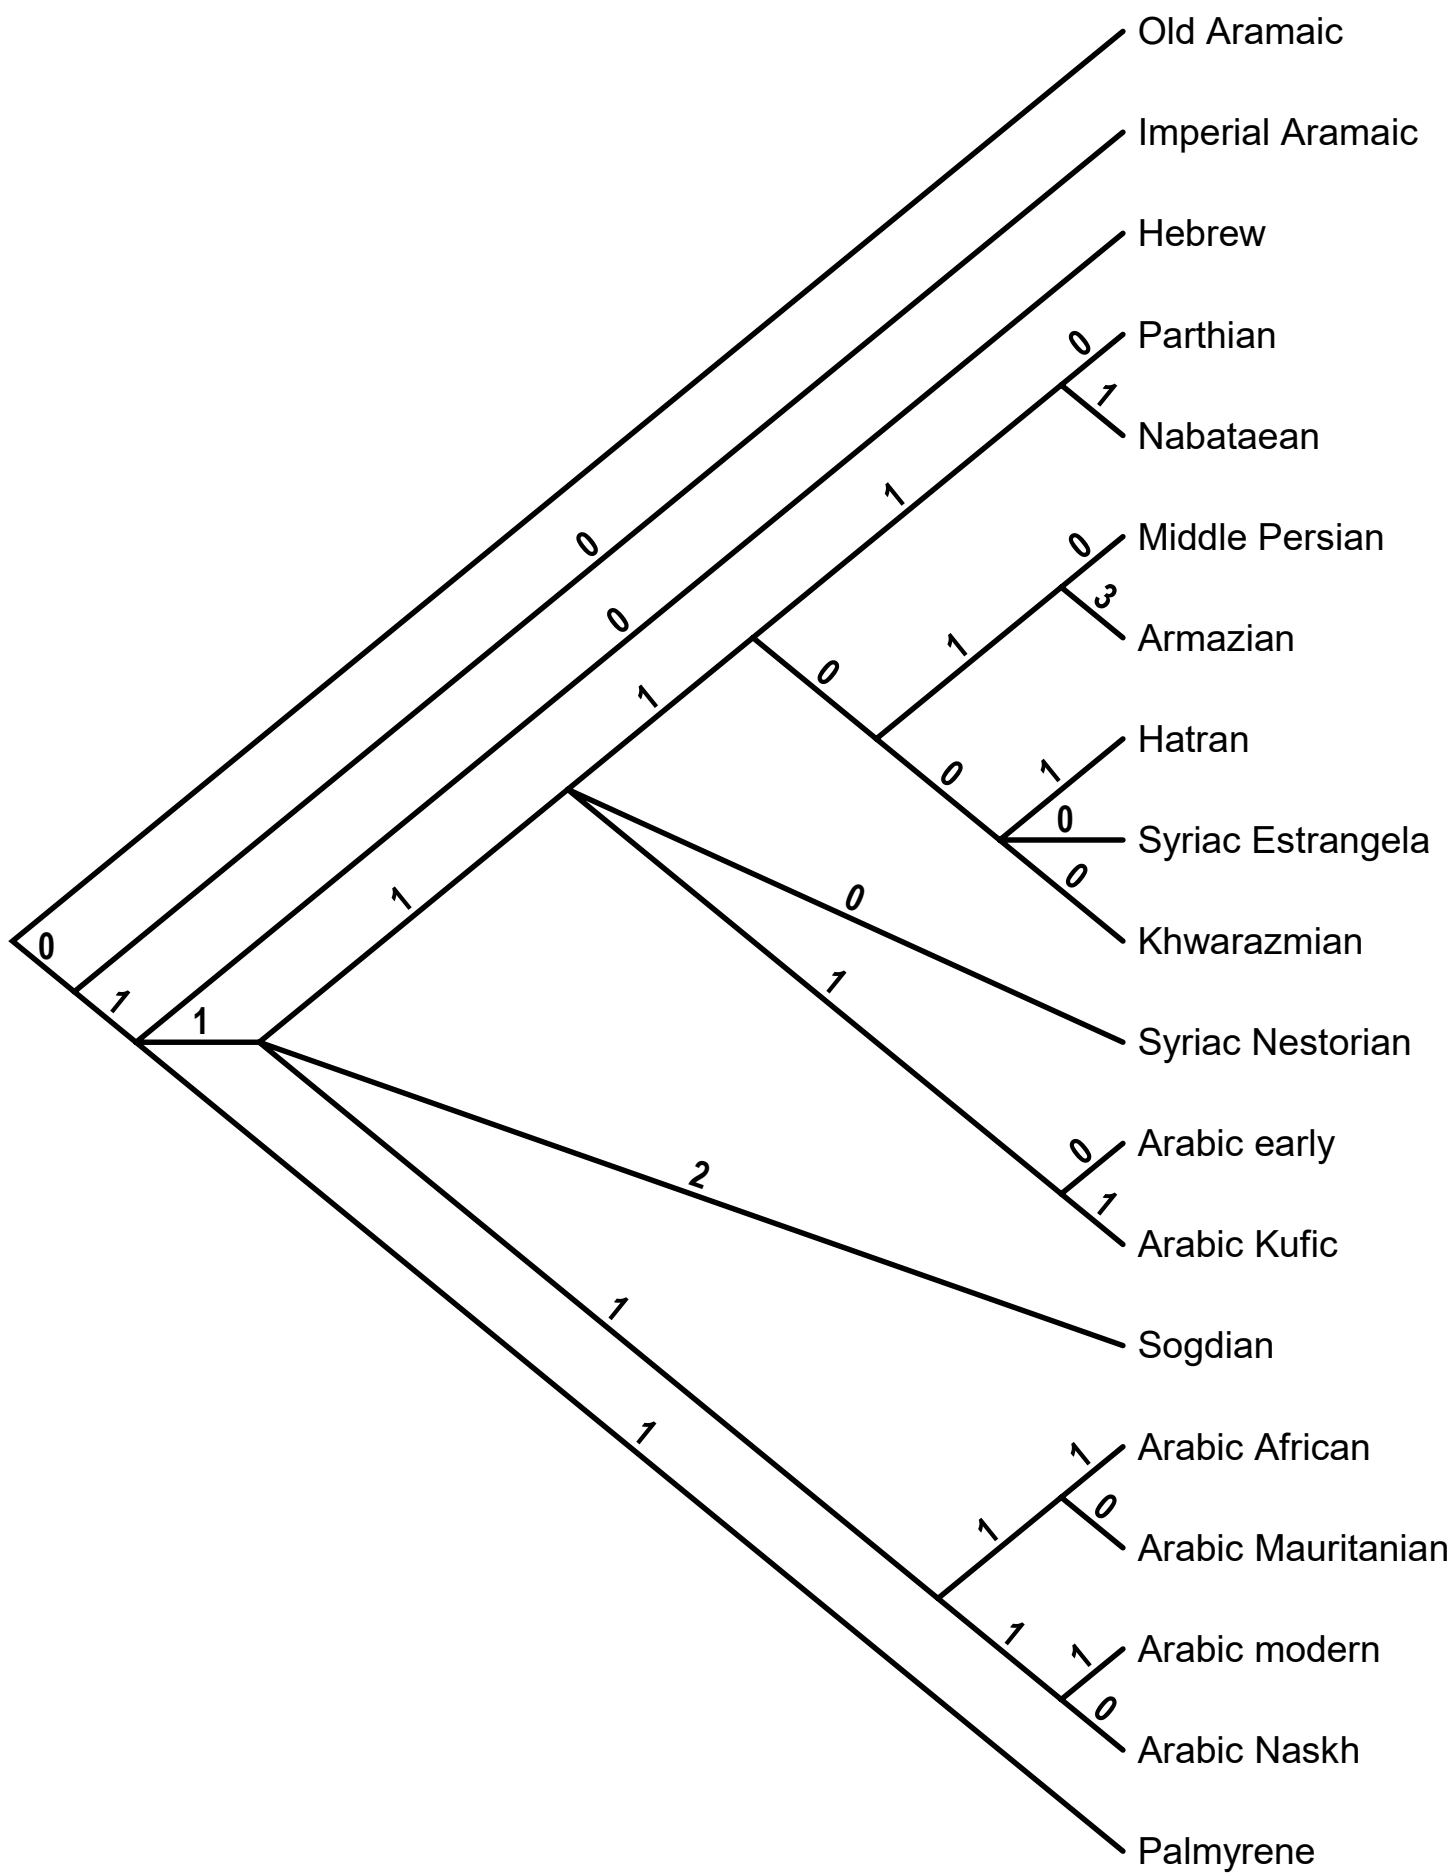 Old Aramaic
Imperial Aramaic
Hebrew
0
Parthian
1
Nabataean
1
0
Middle Persian
0
3
Armazian
0
1
0
1
Hatran
1
0
0
Syriac Estrangela
0
1
0
Khwarazmian
0
1
1
1
Syriac Nestorian
0
Arabic early
2
1
Arabic Kufic
1
Sogdian
1
1
Arabic African
0
1
Arabic Mauritanian
1
1
Arabic modern
0
Arabic Naskh
Palmyrene